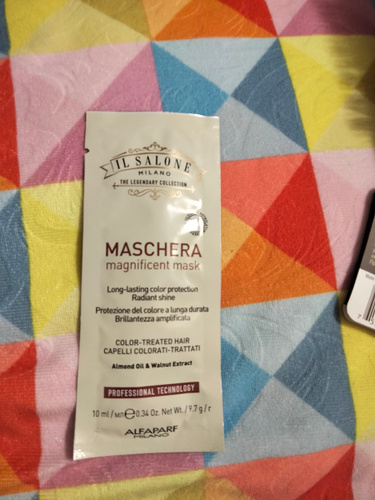 IL SALONE
MILANO
THE LEGENDARY COLLECTION
MASCHERA
magnificent mask
Long-lasting color protection
Radiant shine
Protezione del colore a lunga durata
Brillantezza amplificata
COLOR-TREATED HAIR
CAPELLI COLORATI-TRATTATI
Almond Oil & Walnut Extract
PROFESSIONAL TECHNOLOGY
10 ml / мл ℮ 0.34 Oz. Net Wt. / 9.7 g / г
ALFAPARF
MILANO